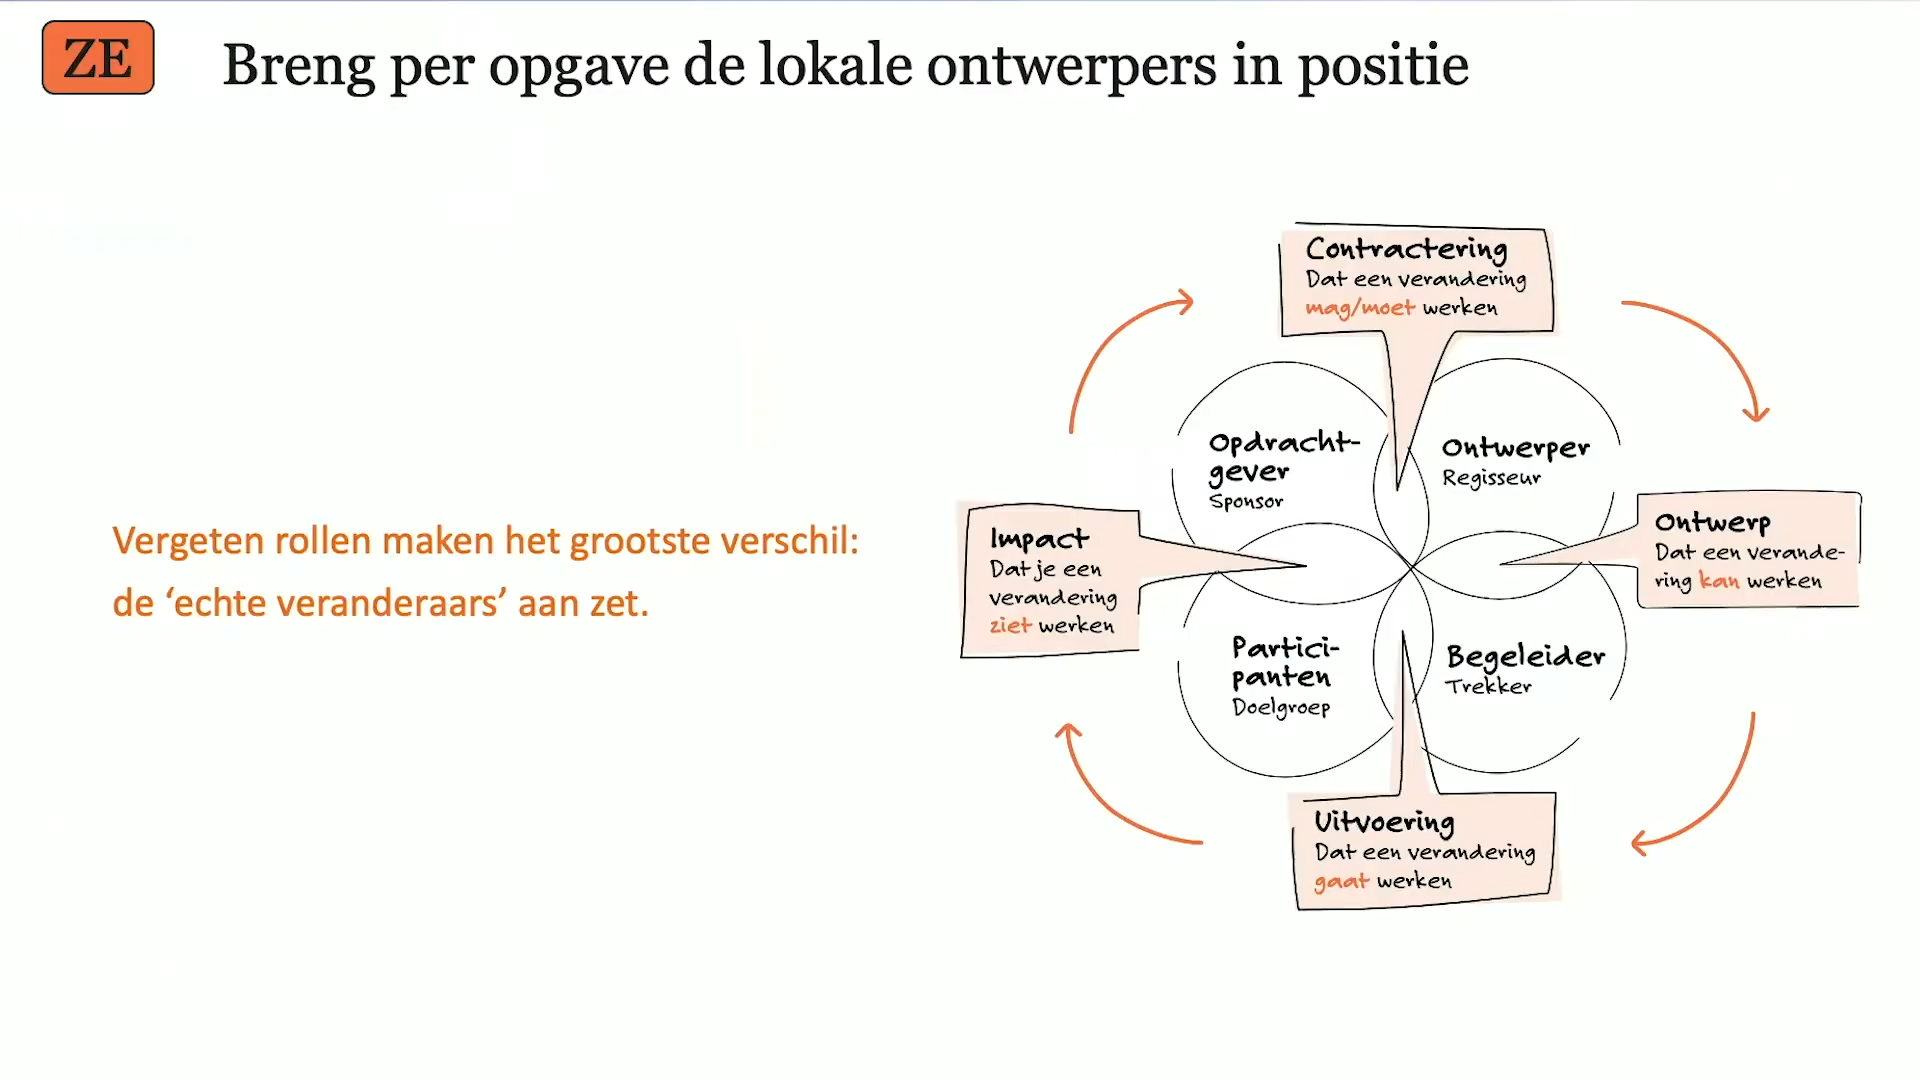 ZE
Breng per opgave de lokale ontwerpers in positie
Vergeten rollen maken het grootste verschil:
de ‘echte veranderaars’ aan zet.
Contractering
Dat een verandering
mag/moet werken
Opdracht-
gever
Sponsor
Ontwerper
Regisseur
Impact
Dat je een
verandering
ziet werken
Ontwerp
Dat een verande-
ring kan werken
Partici-
panten
Doelgroep
Begeleider
Trekker
Uitvoering
Dat een verandering
gaat werken